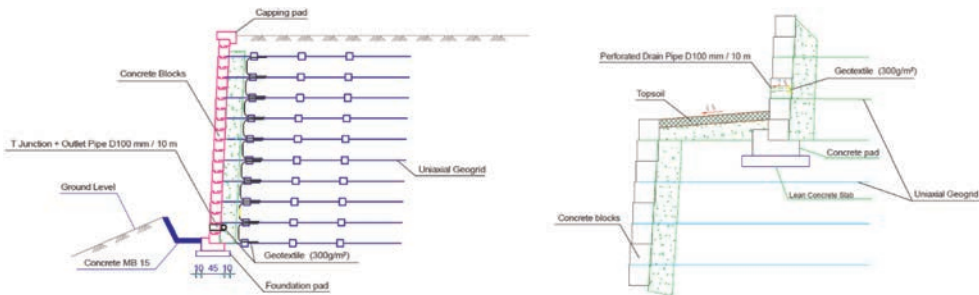 Capping pad
Concrete Blocks
T Junction + Outlet Pipe D100 mm / 10 m
Ground Level
Uniaxial Geogrid
Concrete MB 15
Geotextile (300g/m²)
10 45 10
Foundation pad
Perforated Drain Pipe D100 mm / 10 m
Geotextile (300g/m²)
Topsoil
Concrete pad
Lean Concrete Slab
Uniaxial Geogrid
Concrete blocks